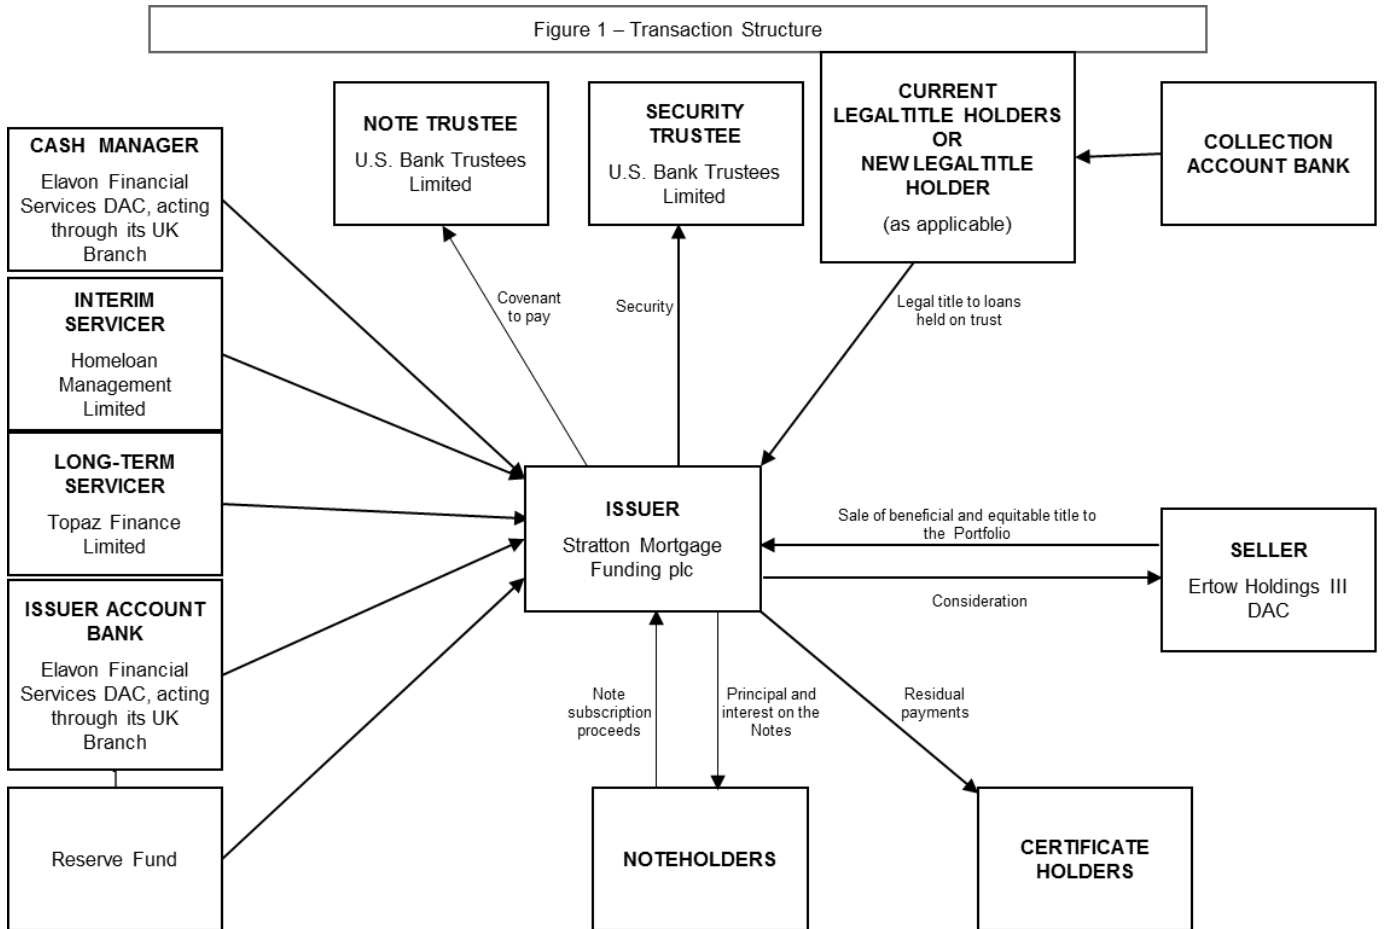 Figure 1 – Transaction Structure
CASH MANAGER
Elavon Financial
Services DAC, acting
through its UK
Branch
NOTE TRUSTEE
U.S. Bank Trustees
Limited
SECURITY
TRUSTEE
U.S. Bank Trustees
Limited
CURRENT
LEGALTITLE HOLDERS
OR
NEW LEGALTITLE
HOLDER
(as applicable)
COLLECTION
ACCOUNT BANK
INTERIM
SERVICER
Homeloan
Management
Limited
Covenant
to pay
Security
Legal title to loans
held on trust
LONG-TERM
SERVICER
Topaz Finance
Limited
ISSUER
Stratton Mortgage
Funding plc
Sale of beneficial and equitable title to
the Portfolio
Consideration
SELLER
Ertow Holdings III
DAC
ISSUER ACCOUNT
BANK
Elavon Financial
Services DAC, acting
through its UK
Branch
Note
subscription
proceeds
Principal and
interest on the
Notes
Residual
payments
Reserve Fund
NOTEHOLDERS
CERTIFICATE
HOLDERS